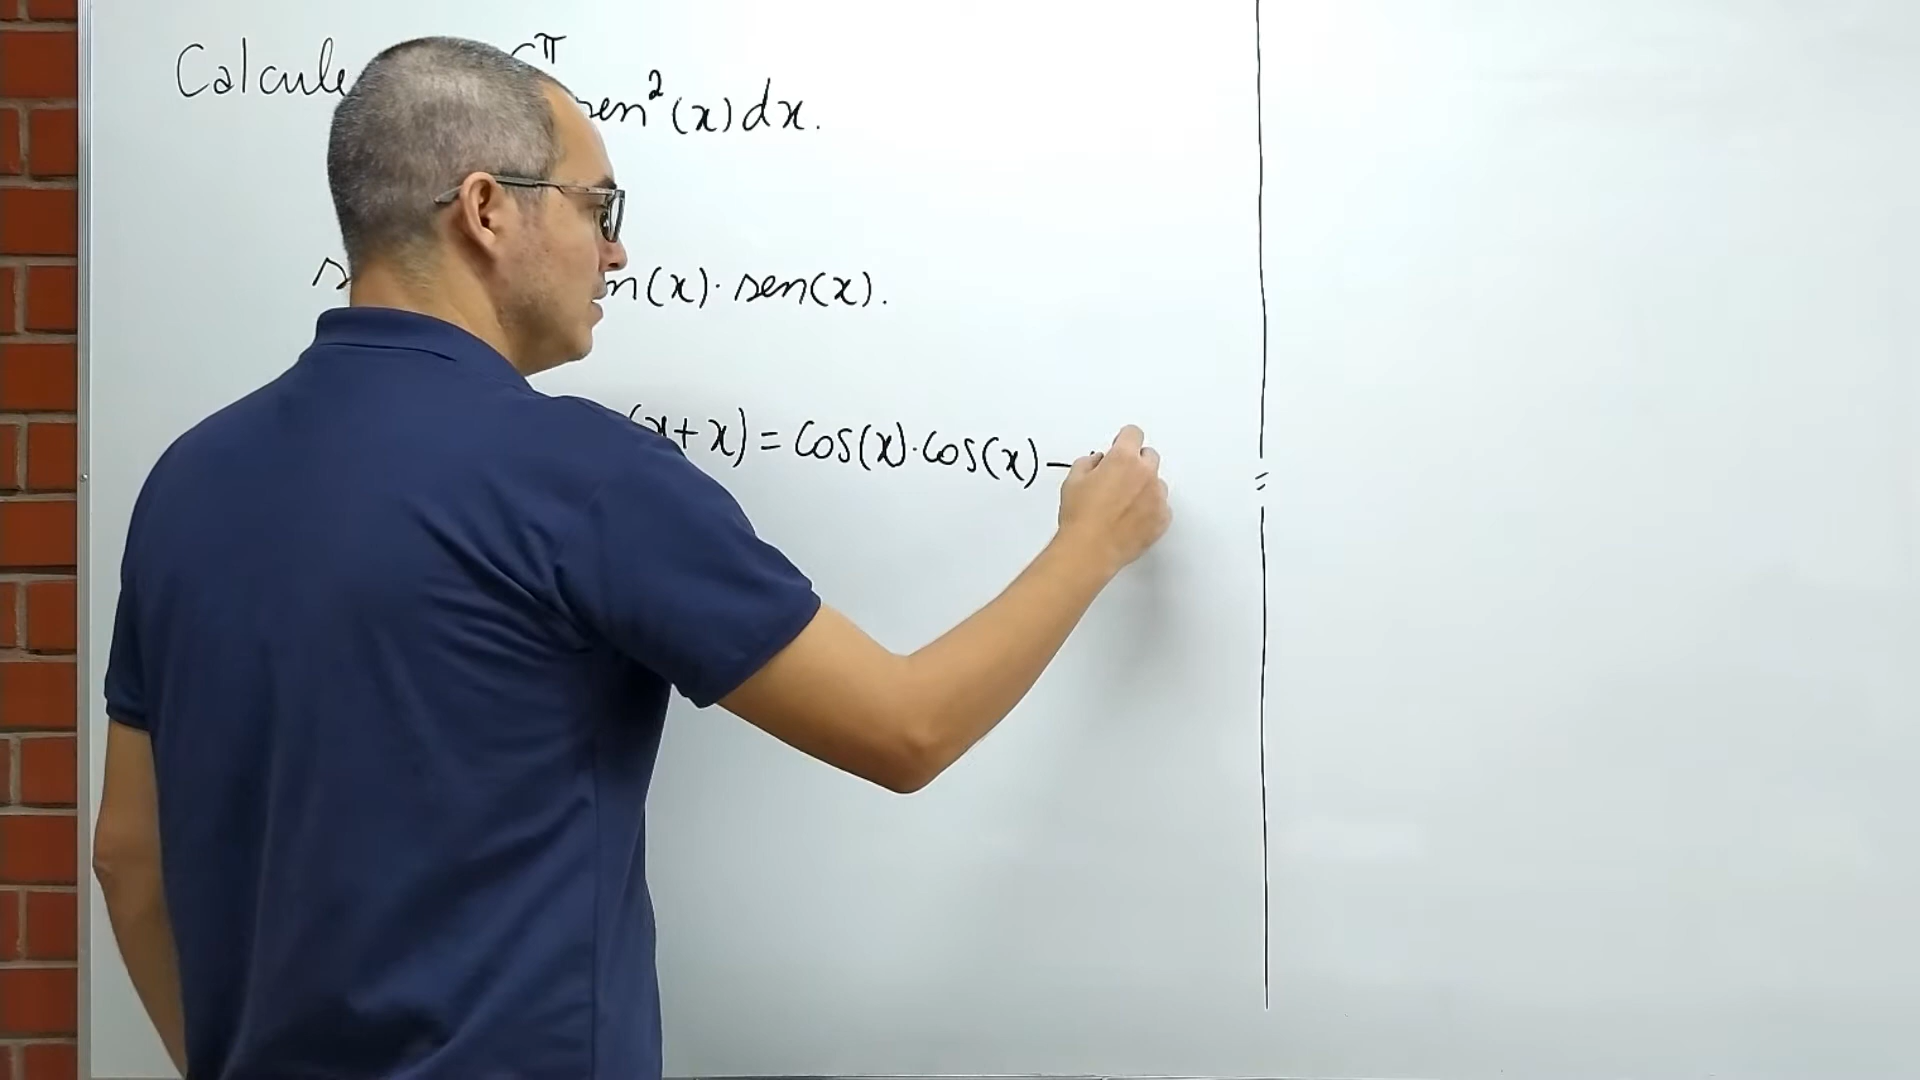 Calcule π sen²(x) dx.
n(x)·sen(x).
(x+x) = cos(x)·cos(x) –